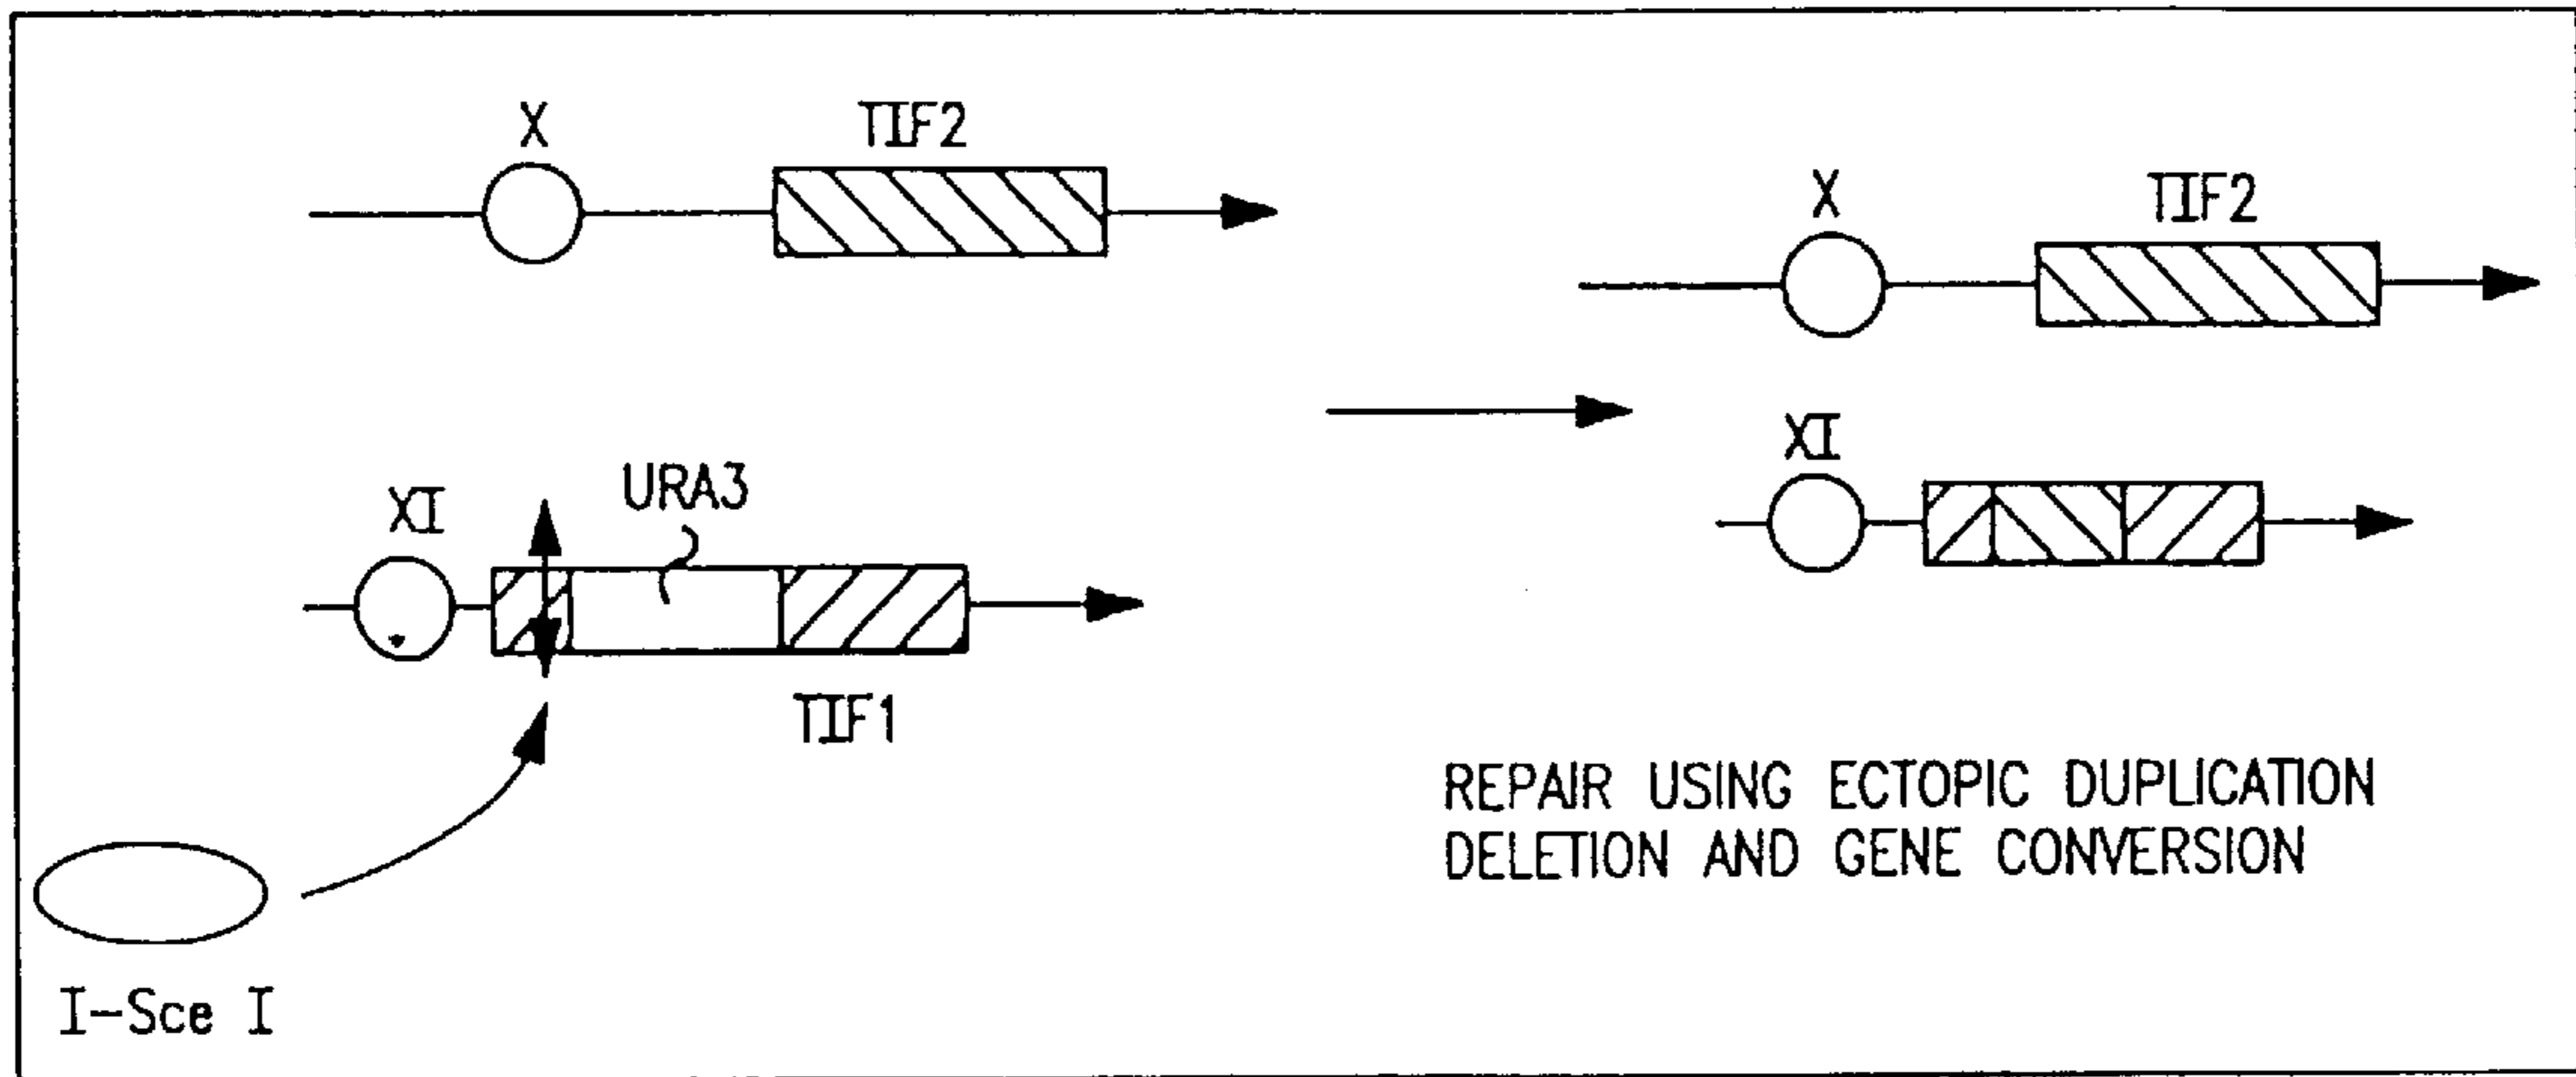 X
TIF2
XI
URA3
TIF1
I-Sce I
X
TIF2
XI
REPAIR USING ECTOPIC DUPLICATION
DELETION AND GENE CONVERSION